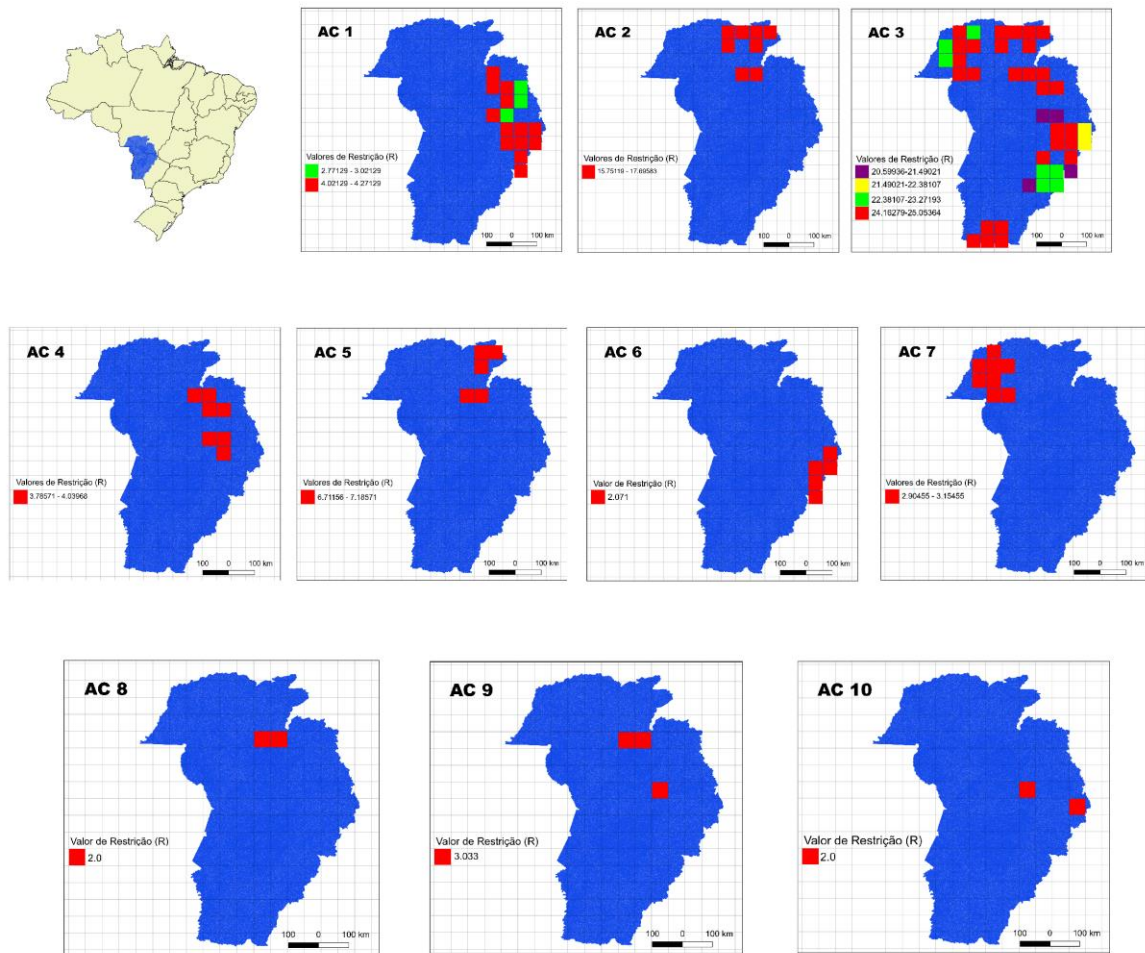 AC 1
Valores de Restrição (R)
2.77129 - 3.02129
4.02129 - 4.27129
100 0 100 km
AC 2
Valores de Restrição (R)
15.75119 - 17.69583
100 0 100 km
AC 3
Valores de Restrição (R)
20.59936-21.49021
21.49021-22.38107
22.38107-23.27193
24.16279-25.05364
100 0 100 km
AC 4
Valores de Restrição (R)
3.78571 - 4.03968
100 0 100 km
AC 5
Valores de Restrição (R)
6.71156 - 7.18571
100 0 100 km
AC 6
Valor de Restrição (R)
2.071
100 0 100 km
AC 7
Valores de Restrição (R)
2.90455 - 3.15455
100 0 100 km
AC 8
Valor de Restrição (R)
2.0
100 0 100 km
AC 9
Valor de Restrição (R)
3.033
100 0 100 km
AC 10
Valor de Restrição (R)
2.0
100 0 100 km